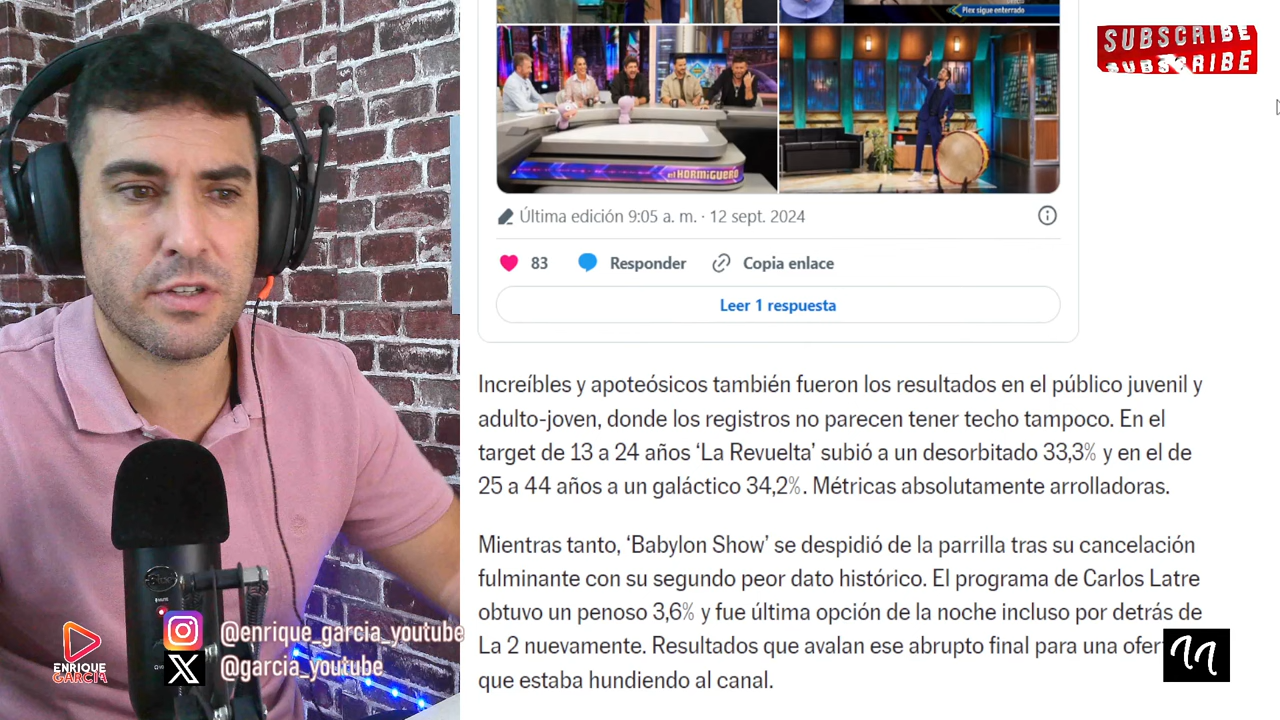 Plex sigue enterrado
SUBSCRIBE
SUBSCRIBE
el HORMIGUERO
Última edición 9:05 a. m. · 12 sept. 2024
83 Responder Copia enlace
Leer 1 respuesta
Increíbles y apoteósicos también fueron los resultados en el público juvenil y
adulto-joven, donde los registros no parecen tener techo tampoco. En el
target de 13 a 24 años ‘La Revuelta’ subió a un desorbitado 33,3% y en el de
25 a 44 años a un galáctico 34,2%. Métricas absolutamente arrolladoras.
Mientras tanto, ‘Babylon Show’ se despidió de la parrilla tras su cancelación
fulminante con su segundo peor dato histórico. El programa de Carlos Latre
obtuvo un penoso 3,6% y fue última opción de la noche incluso por detrás de
La 2 nuevamente. Resultados que avalan ese abrupto final para una ofer
que estaba hundiendo al canal.
@enrique_garcia_youtube
@garcia_youtube
ENRIQUE
GARCIA